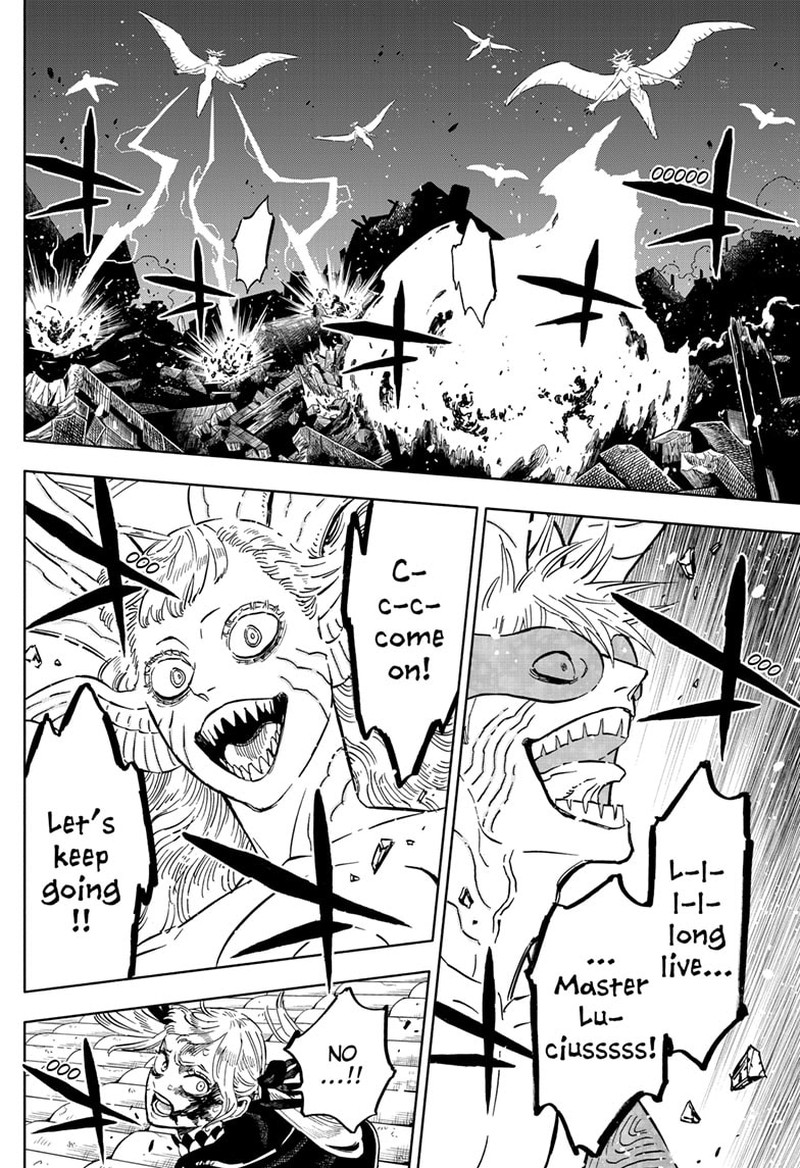 OOOOO
OOO
L-l-
l-l-
long
live...
...
Master
Lu-
ciusssss!
OOO
C-
c-c-
come
on!
Let's
keep
going
!!
OOO
NO
...!!